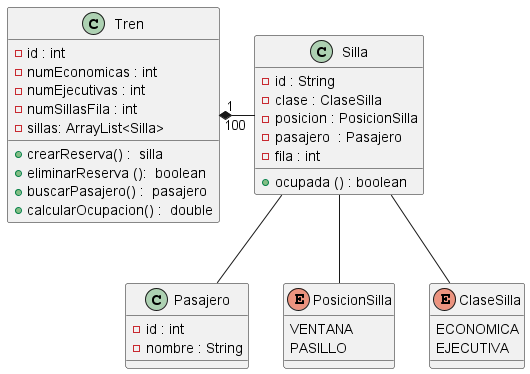 C Tren
id : int
numEconomicas : int
numEjecutivas : int
numSillasFila : int
sillas: ArrayList<Silla>
crearReserva() : silla
eliminarReserva (): boolean
buscarPasajero() : pasajero
calcularOcupacion() : double
1
100
C Silla
id : String
clase : ClaseSilla
posicion : PosicionSilla
pasajero : Pasajero
fila : int
ocupada () : boolean
C Pasajero
id : int
nombre : String
E PosicionSilla
VENTANA
PASILLO
E ClaseSilla
ECONOMICA
EJECUTIVA